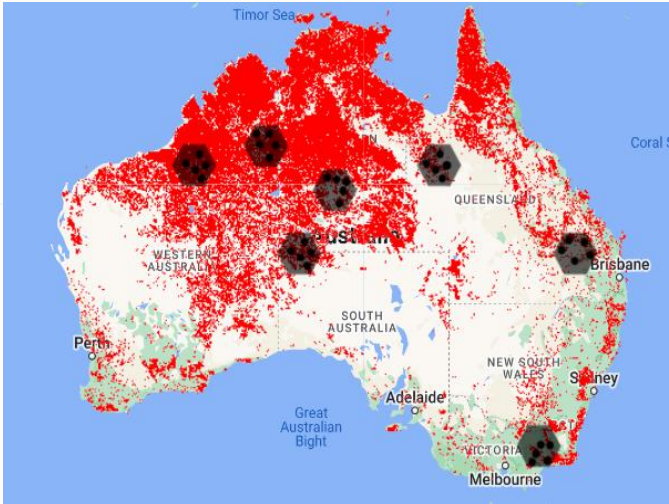 Timor Sea
Coral S
N
QUEENSLAND
WESTERN
AUSTRALIA
Brisbane
SOUTH
AUSTRALIA
Perth
NEW SOUTH
WALES
Sydney
Adelaide
Great
Australian
Bight
VICTORIA
Melbourne